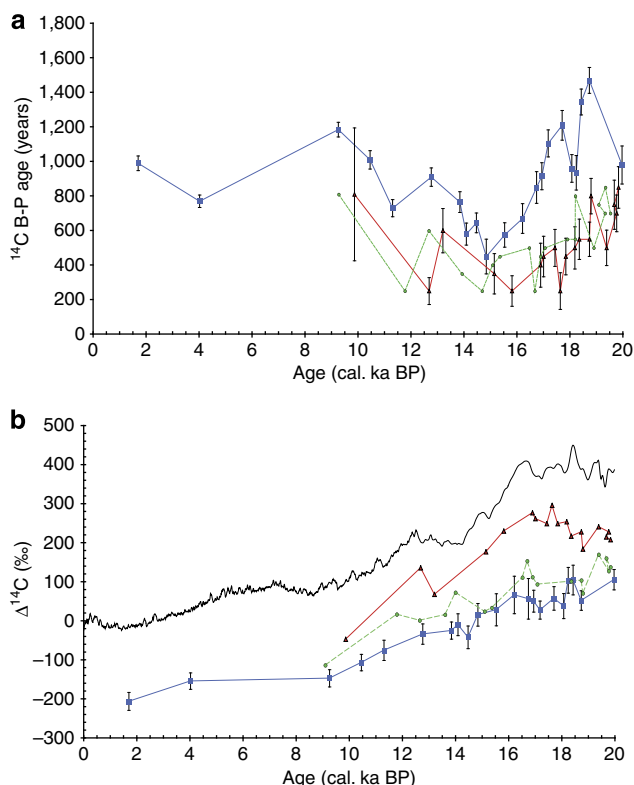 a
1,800
1,600
1,400
1,200
1,000
800
600
400
200
0
¹⁴C B-P age (years)
0 2 4 6 8 10 12 14 16 18 20
Age (cal. ka BP)
b
500
400
300
200
100
0
−100
−200
−300
Δ¹⁴C (‰)
0 2 4 6 8 10 12 14 16 18 20
Age (cal. ka BP)